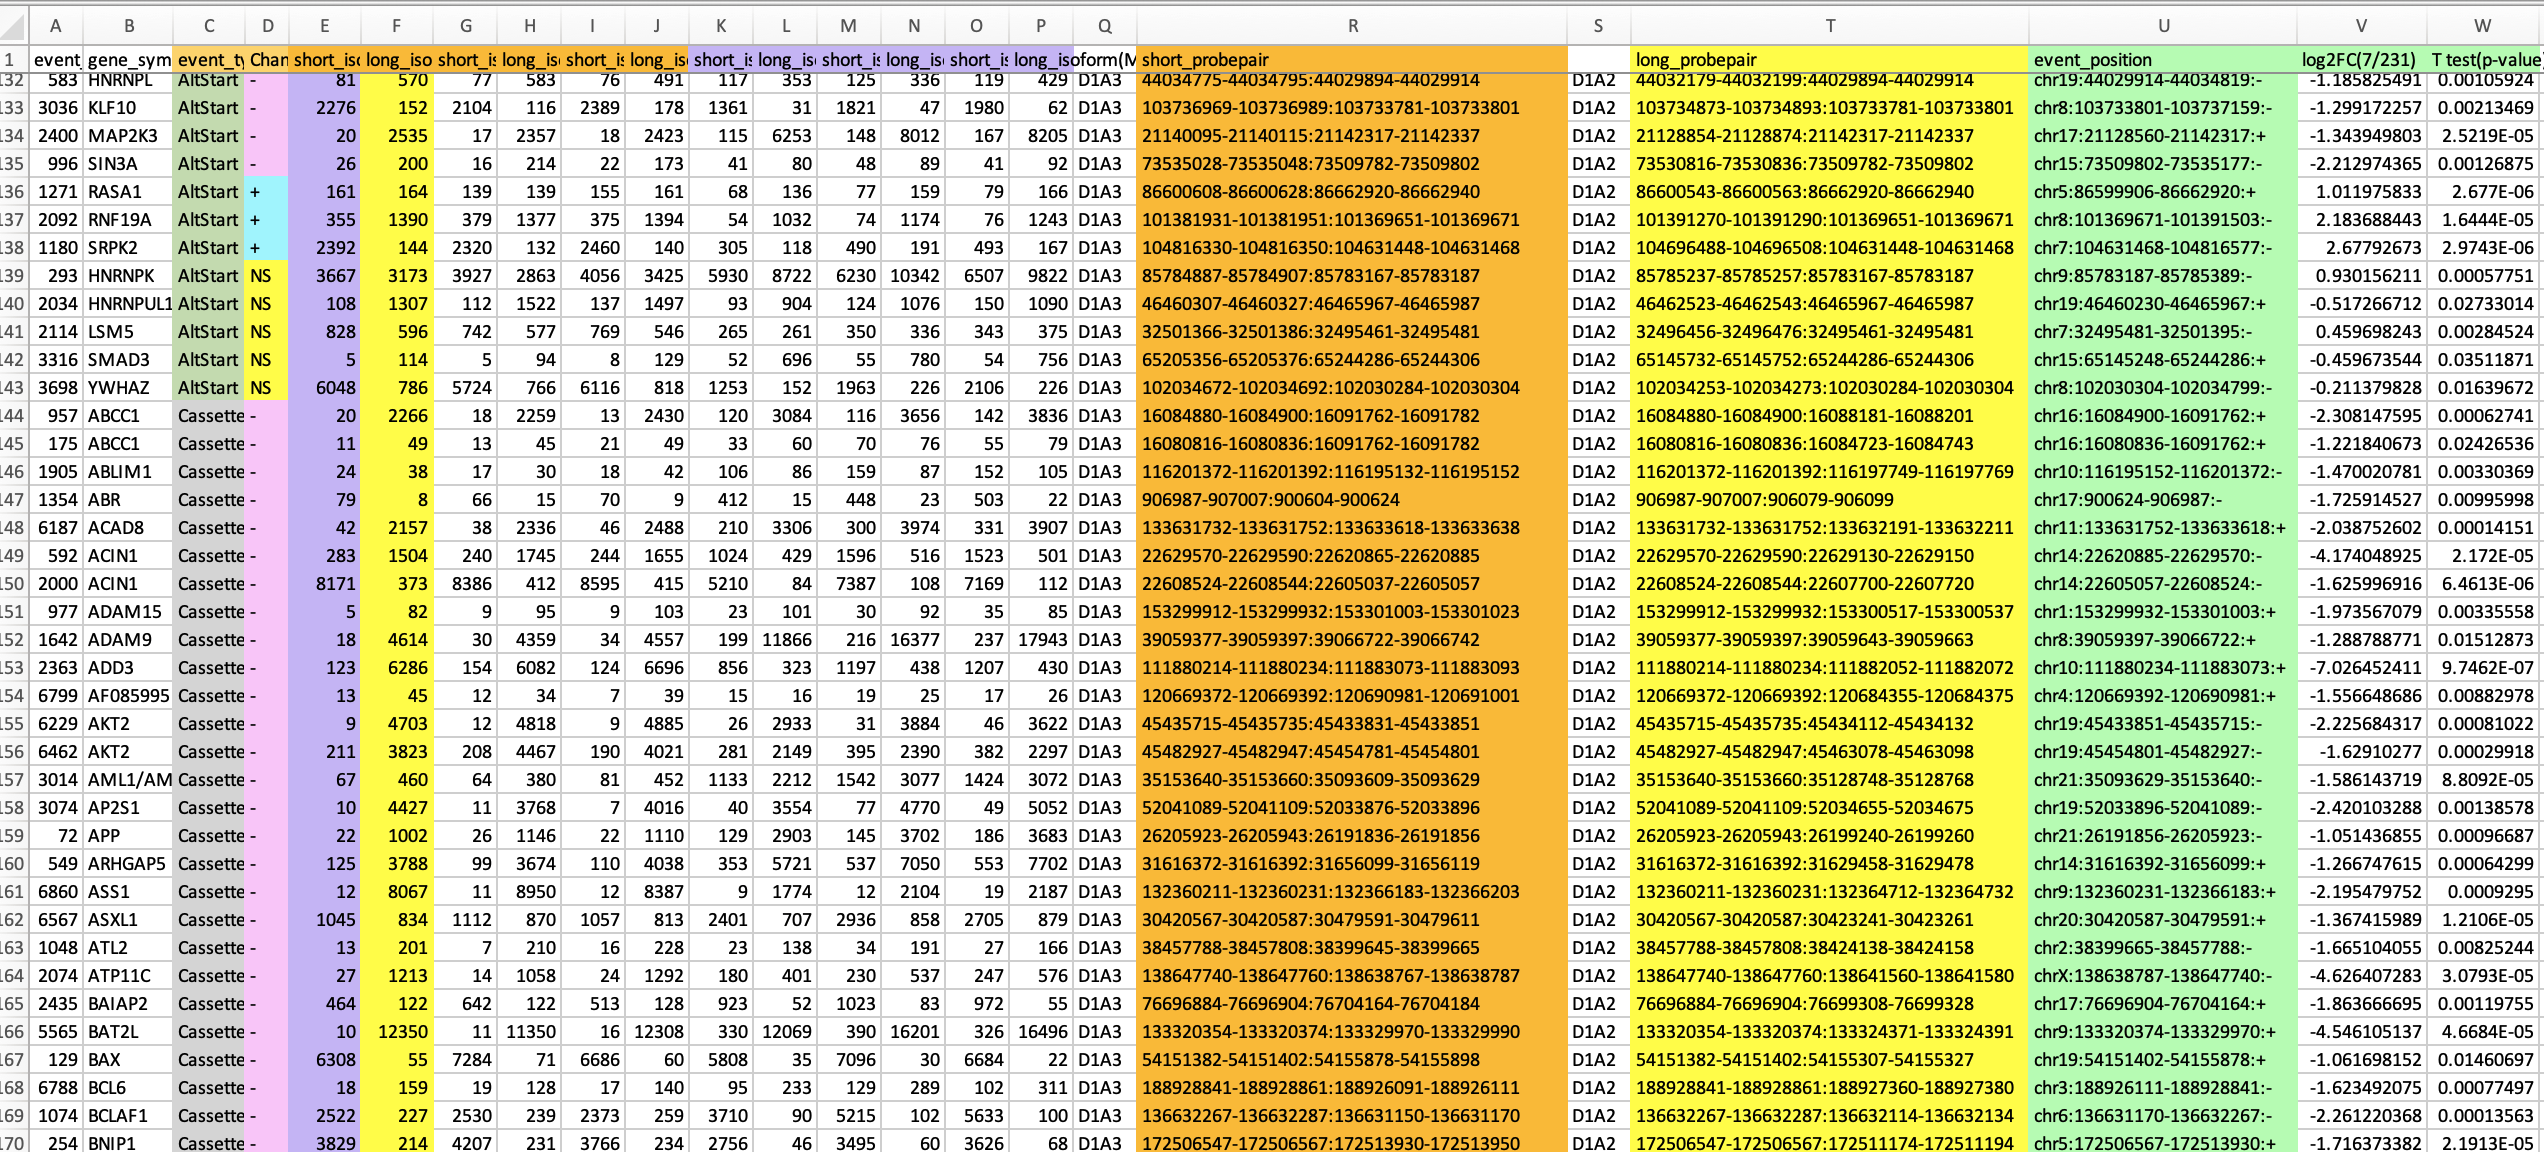 A B C D E F G H I J K L M N O P Q R S T U V W
1 event_ gene_sym event_ty Chan short_iso long_iso short_is long_is short_is long_is short_is long_is short_is long_is short_is long_isoform(M short_probepair long_probepair event_position log2FC(7/231) T test(p-value
132 583 HNRNPL AltStart - 81 570 77 583 76 491 117 353 125 336 119 429 D1A3 44034775-44034795:44029894-44029914 D1A2 44032179-44032199:44029894-44029914 chr19:44029914-44034819:- -1.185825491 0.00105924
133 3036 KLF10 AltStart - 2276 152 2104 116 2389 178 1361 31 1821 47 1980 62 D1A3 103736969-103736989:103733781-103733801 D1A2 103734873-103734893:103733781-103733801 chr8:103733801-103737159:- -1.299172257 0.00213469
134 2400 MAP2K3 AltStart - 20 2535 17 2357 18 2423 115 6253 148 8012 167 8205 D1A3 21140095-21140115:21142317-21142337 D1A2 21128854-21128874:21142317-21142337 chr17:21128560-21142317:+ -1.343949803 2.5219E-05
135 996 SIN3A AltStart - 26 200 16 214 22 173 41 80 48 89 41 92 D1A3 73535028-73535048:73509782-73509802 D1A2 73530816-73530836:73509782-73509802 chr15:73509802-73535177:- -2.212974365 0.00126875
136 1271 RASA1 AltStart + 161 164 139 139 155 161 68 136 77 159 79 166 D1A3 86600608-86600628:86662920-86662940 D1A2 86600543-86600563:86662920-86662940 chr5:86599906-86662920:+ 1.011975833 2.677E-06
137 2092 RNF19A AltStart + 355 1390 379 1377 375 1394 54 1032 74 1174 76 1243 D1A3 101381931-101381951:101369651-101369671 D1A2 101391270-101391290:101369651-101369671 chr8:101369671-101391503:- 2.183688443 1.6444E-05
138 1180 SRPK2 AltStart + 2392 144 2320 132 2460 140 305 118 490 191 493 167 D1A3 104816330-104816350:104631448-104631468 D1A2 104696488-104696508:104631448-104631468 chr7:104631468-104816577:- 2.67792673 2.9743E-06
139 293 HNRNPK AltStart NS 3667 3173 3927 2863 4056 3425 5930 8722 6230 10342 6507 9822 D1A3 85784887-85784907:85783167-85783187 D1A2 85785237-85785257:85783167-85783187 chr9:85783187-85785389:- 0.930156211 0.00057751
140 2034 HNRNPUL1 AltStart NS 108 1307 112 1522 137 1497 93 904 124 1076 150 1090 D1A3 46460307-46460327:46465967-46465987 D1A2 46462523-46462543:46465967-46465987 chr19:46460230-46465967:+ -0.517266712 0.02733014
141 2114 LSM5 AltStart NS 828 596 742 577 769 546 265 261 350 336 343 375 D1A3 32501366-32501386:32495461-32495481 D1A2 32496456-32496476:32495461-32495481 chr7:32495481-32501395:- 0.459698243 0.00284524
142 3316 SMAD3 AltStart NS 5 114 5 94 8 129 52 696 55 780 54 756 D1A3 65205356-65205376:65244286-65244306 D1A2 65145732-65145752:65244286-65244306 chr15:65145248-65244286:+ -0.459673544 0.03511871
143 3698 YWHAZ AltStart NS 6048 786 5724 766 6116 818 1253 152 1963 226 2106 226 D1A3 102034672-102034692:102030284-102030304 D1A2 102034253-102034273:102030284-102030304 chr8:102030304-102034799:- -0.211379828 0.01639672
144 957 ABCC1 Cassette - 20 2266 18 2259 13 2430 120 3084 116 3656 142 3836 D1A3 16084880-16084900:16091762-16091782 D1A2 16084880-16084900:16088181-16088201 chr16:16084900-16091762:+ -2.308147595 0.00062741
145 175 ABCC1 Cassette - 11 49 13 45 21 49 33 60 70 76 55 79 D1A3 16080816-16080836:16091762-16091782 D1A2 16080816-16080836:16084723-16084743 chr16:16080836-16091762:+ -1.221840673 0.02426536
146 1905 ABLIM1 Cassette - 24 38 17 30 18 42 106 86 159 87 152 105 D1A3 116201372-116201392:116195132-116195152 D1A2 116201372-116201392:116197749-116197769 chr10:116195152-116201372:- -1.470020781 0.00330369
147 1354 ABR Cassette - 79 8 66 15 70 9 412 15 448 23 503 22 D1A3 906987-907007:900604-900624 D1A2 906987-907007:906079-906099 chr17:900624-906987:- -1.725914527 0.00995998
148 6187 ACAD8 Cassette - 42 2157 38 2336 46 2488 210 3306 300 3974 331 3907 D1A3 133631732-133631752:133633618-133633638 D1A2 133631732-133631752:133632191-133632211 chr11:133631752-133633618:+ -2.038752602 0.00014151
149 592 ACIN1 Cassette - 283 1504 240 1745 244 1655 1024 429 1596 516 1523 501 D1A3 22629570-22629590:22620865-22620885 D1A2 22629570-22629590:22629130-22629150 chr14:22620885-22629570:- -4.174048925 2.172E-05
150 2000 ACIN1 Cassette - 8171 373 8386 412 8595 415 5210 84 7387 108 7169 112 D1A3 22608524-22608544:22605037-22605057 D1A2 22608524-22608544:22607700-22607720 chr14:22605057-22608524:- -1.625996916 6.4613E-06
151 977 ADAM15 Cassette - 5 82 9 95 9 103 23 101 30 92 35 85 D1A3 153299912-153299932:153301003-153301023 D1A2 153299912-153299932:153300517-153300537 chr1:153299932-153301003:+ -1.973567079 0.00335558
152 1642 ADAM9 Cassette - 18 4614 30 4359 34 4557 199 11866 216 16377 237 17943 D1A3 39059377-39059397:39066722-39066742 D1A2 39059377-39059397:39059643-39059663 chr8:39059397-39066722:+ -1.288788771 0.01512873
153 2363 ADD3 Cassette - 123 6286 154 6082 124 6696 856 323 1197 438 1207 430 D1A3 111880214-111880234:111883073-111883093 D1A2 111880214-111880234:111882052-111882072 chr10:111880234-111883073:+ -7.026452411 9.7462E-07
154 6799 AF085995 Cassette - 13 45 12 34 7 39 15 16 19 25 17 26 D1A3 120669372-120669392:120690981-120691001 D1A2 120669372-120669392:120684355-120684375 chr4:120669392-120690981:+ -1.556648686 0.00882978
155 6229 AKT2 Cassette - 9 4703 12 4818 9 4885 26 2933 31 3884 46 3622 D1A3 45435715-45435735:45433831-45433851 D1A2 45435715-45435735:45434112-45434132 chr19:45433851-45435715:- -2.225684317 0.00081022
156 6462 AKT2 Cassette - 211 3823 208 4467 190 4021 281 2149 395 2390 382 2297 D1A3 45482927-45482947:45454781-45454801 D1A2 45482927-45482947:45463078-45463098 chr19:45454801-45482927:- -1.62910277 0.00029918
157 3014 AML1/AM Cassette - 67 460 64 380 81 452 1133 2212 1542 3077 1424 3072 D1A3 35153640-35153660:35093609-35093629 D1A2 35153640-35153660:35128748-35128768 chr21:35093629-35153640:- -1.586143719 8.8092E-05
158 3074 AP2S1 Cassette - 10 4427 11 3768 7 4016 40 3554 77 4770 49 5052 D1A3 52041089-52041109:52033876-52033896 D1A2 52041089-52041109:52034655-52034675 chr19:52033896-52041089:- -2.420103288 0.00138578
159 72 APP Cassette - 22 1002 26 1146 22 1110 129 2903 145 3702 186 3683 D1A3 26205923-26205943:26191836-26191856 D1A2 26205923-26205943:26199240-26199260 chr21:26191856-26205923:- -1.051436855 0.00096687
160 549 ARHGAP5 Cassette - 125 3788 99 3674 110 4038 353 5721 537 7050 553 7702 D1A3 31616372-31616392:31656099-31656119 D1A2 31616372-31616392:31629458-31629478 chr14:31616392-31656099:+ -1.266747615 0.00064299
161 6860 ASS1 Cassette - 12 8067 11 8950 12 8387 9 1774 12 2104 19 2187 D1A3 132360211-132360231:132366183-132366203 D1A2 132360211-132360231:132364712-132364732 chr9:132360231-132366183:+ -2.195479752 0.0009295
162 6567 ASXL1 Cassette - 1045 834 1112 870 1057 813 2401 707 2936 858 2705 879 D1A3 30420567-30420587:30479591-30479611 D1A2 30420567-30420587:30423241-30423261 chr20:30420587-30479591:+ -1.367415989 1.2106E-05
163 1048 ATL2 Cassette - 13 201 7 210 16 228 23 138 34 191 27 166 D1A3 38457788-38457808:38399645-38399665 D1A2 38457788-38457808:38424138-38424158 chr2:38399665-38457788:- -1.665104055 0.00825244
164 2074 ATP11C Cassette - 27 1213 14 1058 24 1292 180 401 230 537 247 576 D1A3 138647740-138647760:138638767-138638787 D1A2 138647740-138647760:138641560-138641580 chrX:138638787-138647740:- -4.626407283 3.0793E-05
165 2435 BAIAP2 Cassette - 464 122 642 122 513 128 923 52 1023 83 972 55 D1A3 76696884-76696904:76704164-76704184 D1A2 76696884-76696904:76699308-76699328 chr17:76696904-76704164:+ -1.863666695 0.00119755
166 5565 BAT2L Cassette - 10 12350 11 11350 16 12308 330 12069 390 16201 326 16496 D1A3 133320354-133320374:133329970-133329990 D1A2 133320354-133320374:133324371-133324391 chr9:133320374-133329970:+ -4.546105137 4.6684E-05
167 129 BAX Cassette - 6308 55 7284 71 6686 60 5808 35 7096 30 6684 22 D1A3 54151382-54151402:54155878-54155898 D1A2 54151382-54151402:54155307-54155327 chr19:54151402-54155878:+ -1.061698152 0.01460697
168 6788 BCL6 Cassette - 18 159 19 128 17 140 95 233 129 289 102 311 D1A3 188928841-188928861:188926091-188926111 D1A2 188928841-188928861:188927360-188927380 chr3:188926111-188928841:- -1.623492075 0.00077497
169 1074 BCLAF1 Cassette - 2522 227 2530 239 2373 259 3710 90 5215 102 5633 100 D1A3 136632267-136632287:136631150-136631170 D1A2 136632267-136632287:136632114-136632134 chr6:136631170-136632267:- -2.261220368 0.00013563
170 254 BNIP1 Cassette - 3829 214 4207 231 3766 234 2756 46 3495 60 3626 68 D1A3 172506547-172506567:172513930-172513950 D1A2 172506547-172506567:172511174-172511194 chr5:172506567-172513930:+ -1.716373382 2.1913E-05